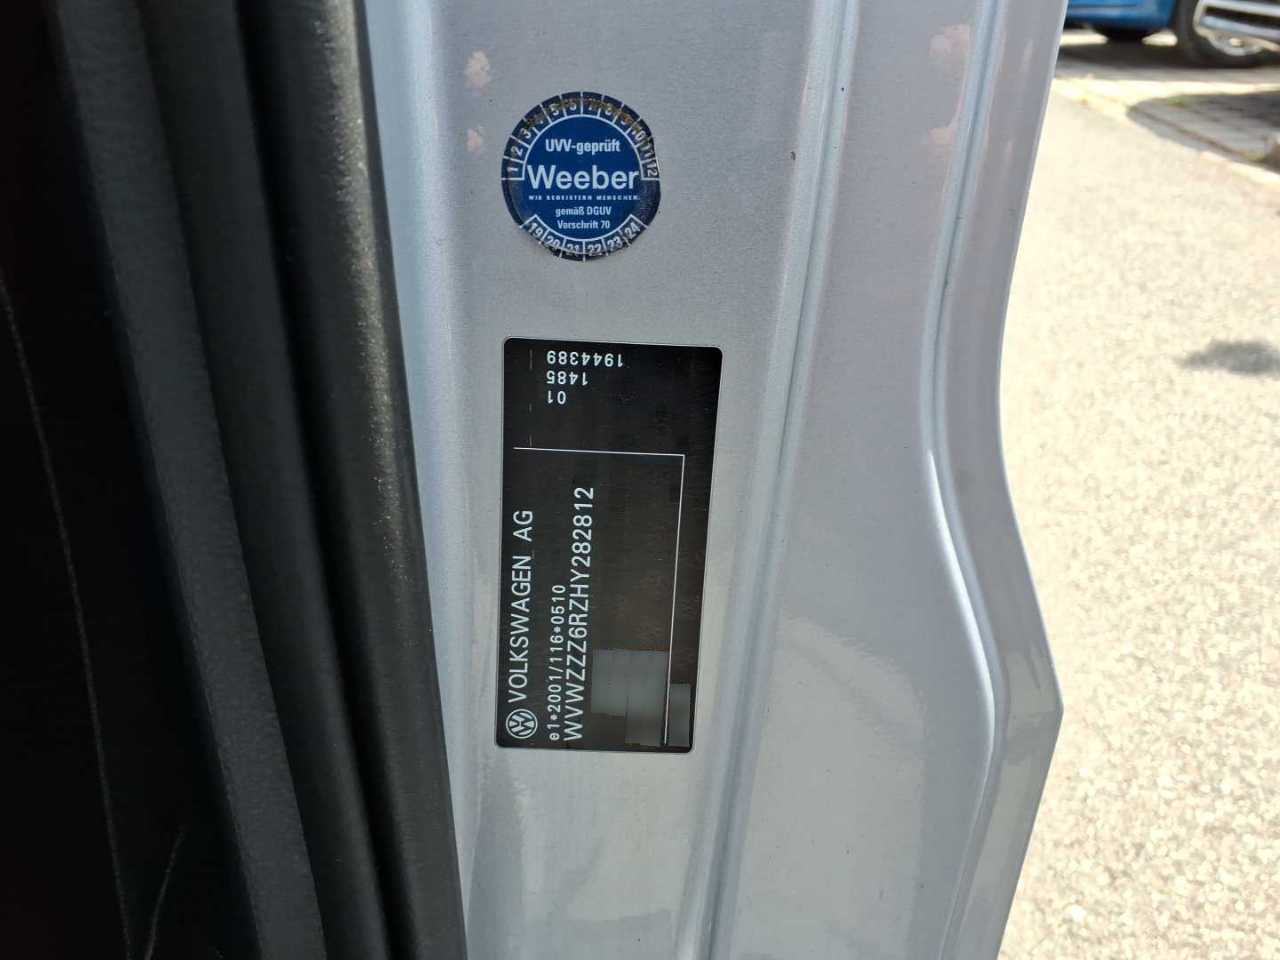 1 2 3 4 5 6 7 8 9 10 11 12
UVV-geprüft
Weeber
WIR BEGEISTERN MENSCHEN.
gemäß DGUV
Vorschrift 70
19 20 21 22 23 24
VOLKSWAGEN AG
e1*2001/116*0510
WVWZZZ6RZHY282812
01
1485
1944389